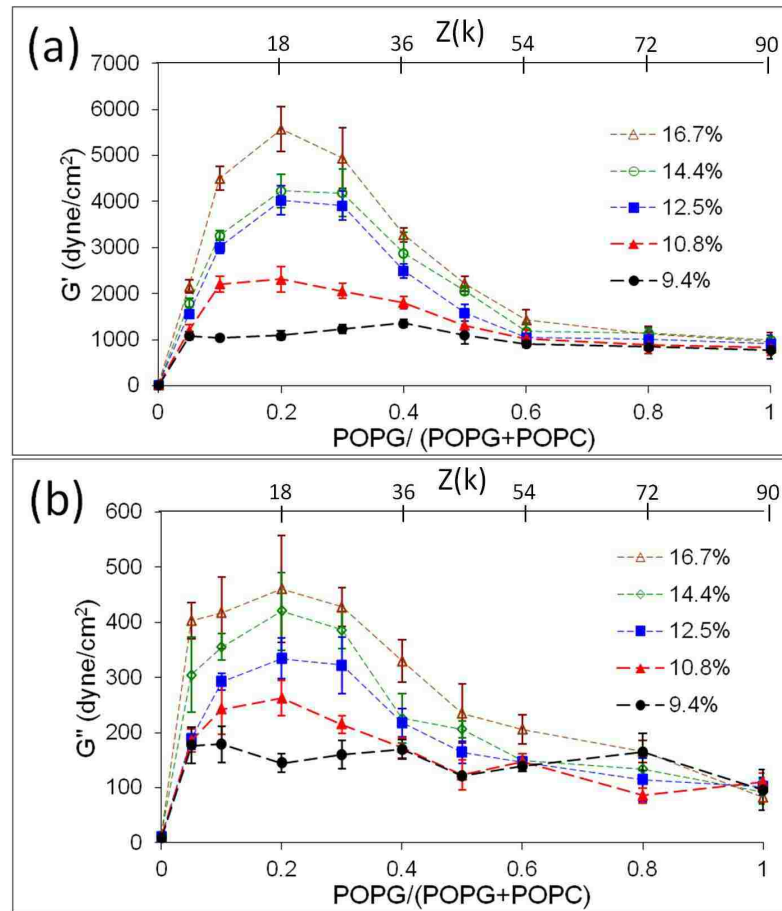 (a)
Z(k)
18 36 54 72 90
7000
6000
5000
4000
3000
2000
1000
0
G' (dyne/cm²)
16.7%
14.4%
12.5%
10.8%
9.4%
0 0.2 0.4 0.6 0.8 1
POPG/ (POPG+POPC)
(b)
Z(k)
18 36 54 72 90
600
500
400
300
200
100
0
G" (dyne/cm²)
16.7%
14.4%
12.5%
10.8%
9.4%
0 0.2 0.4 0.6 0.8 1
POPG/(POPG+POPC)